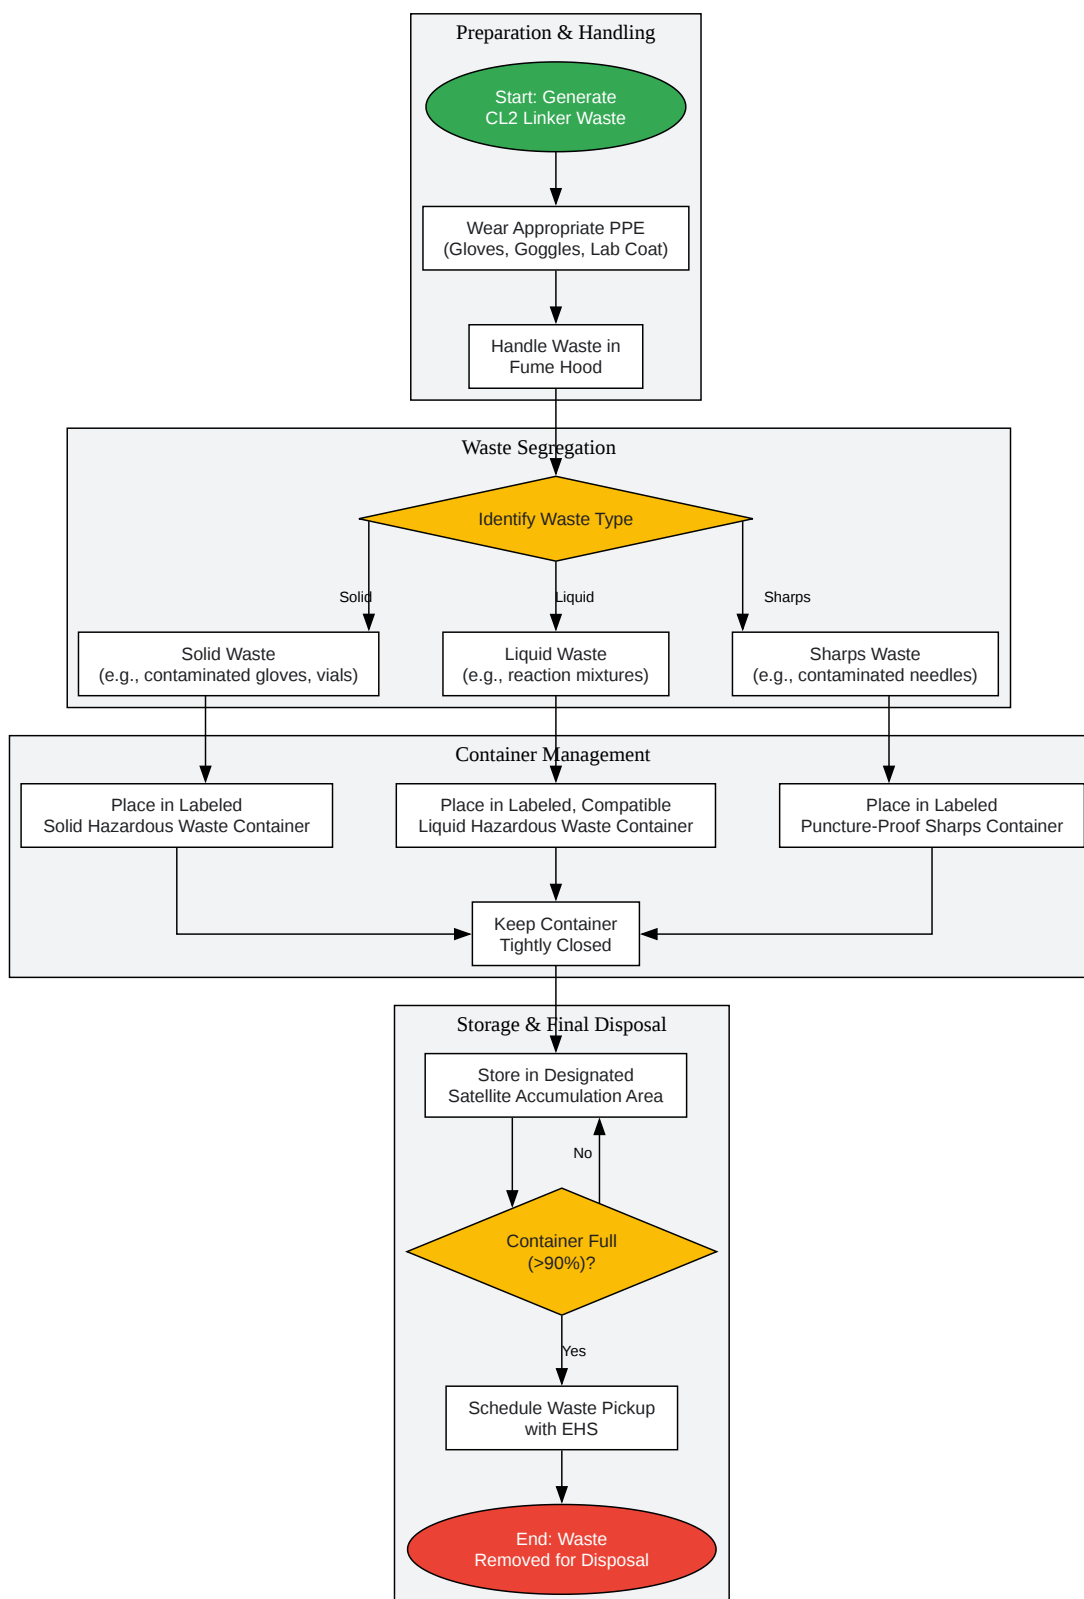 Preparation & Handling
Start: Generate
CL2 Linker Waste
Wear Appropriate PPE
(Gloves, Goggles, Lab Coat)
Handle Waste in
Fume Hood
Waste Segregation
Identify Waste Type
Solid
Liquid
Sharps
Solid Waste
(e.g., contaminated gloves, vials)
Liquid Waste
(e.g., reaction mixtures)
Sharps Waste
(e.g., contaminated needles)
Container Management
Place in Labeled
Solid Hazardous Waste Container
Place in Labeled, Compatible
Liquid Hazardous Waste Container
Place in Labeled
Puncture-Proof Sharps Container
Keep Container
Tightly Closed
Storage & Final Disposal
Store in Designated
Satellite Accumulation Area
No
Container Full
(>90%)?
Yes
Schedule Waste Pickup
with EHS
End: Waste
Removed for Disposal